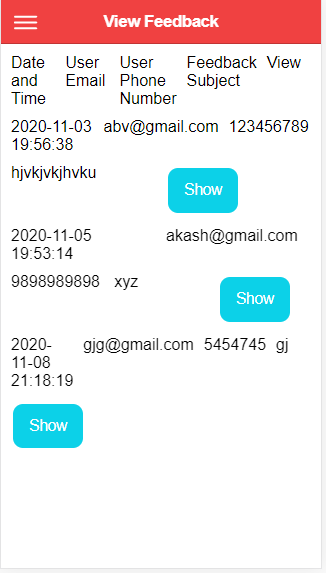 View Feedback
Date and Time User Email User Phone Number Feedback Subject View
2020-11-03 19:56:38 abv@gmail.com 123456789
hjvkjvkjhvku Show
2020-11-05 19:53:14 akash@gmail.com
9898989898 xyz Show
2020-11-08 21:18:19 gjg@gmail.com 5454745 gj
Show